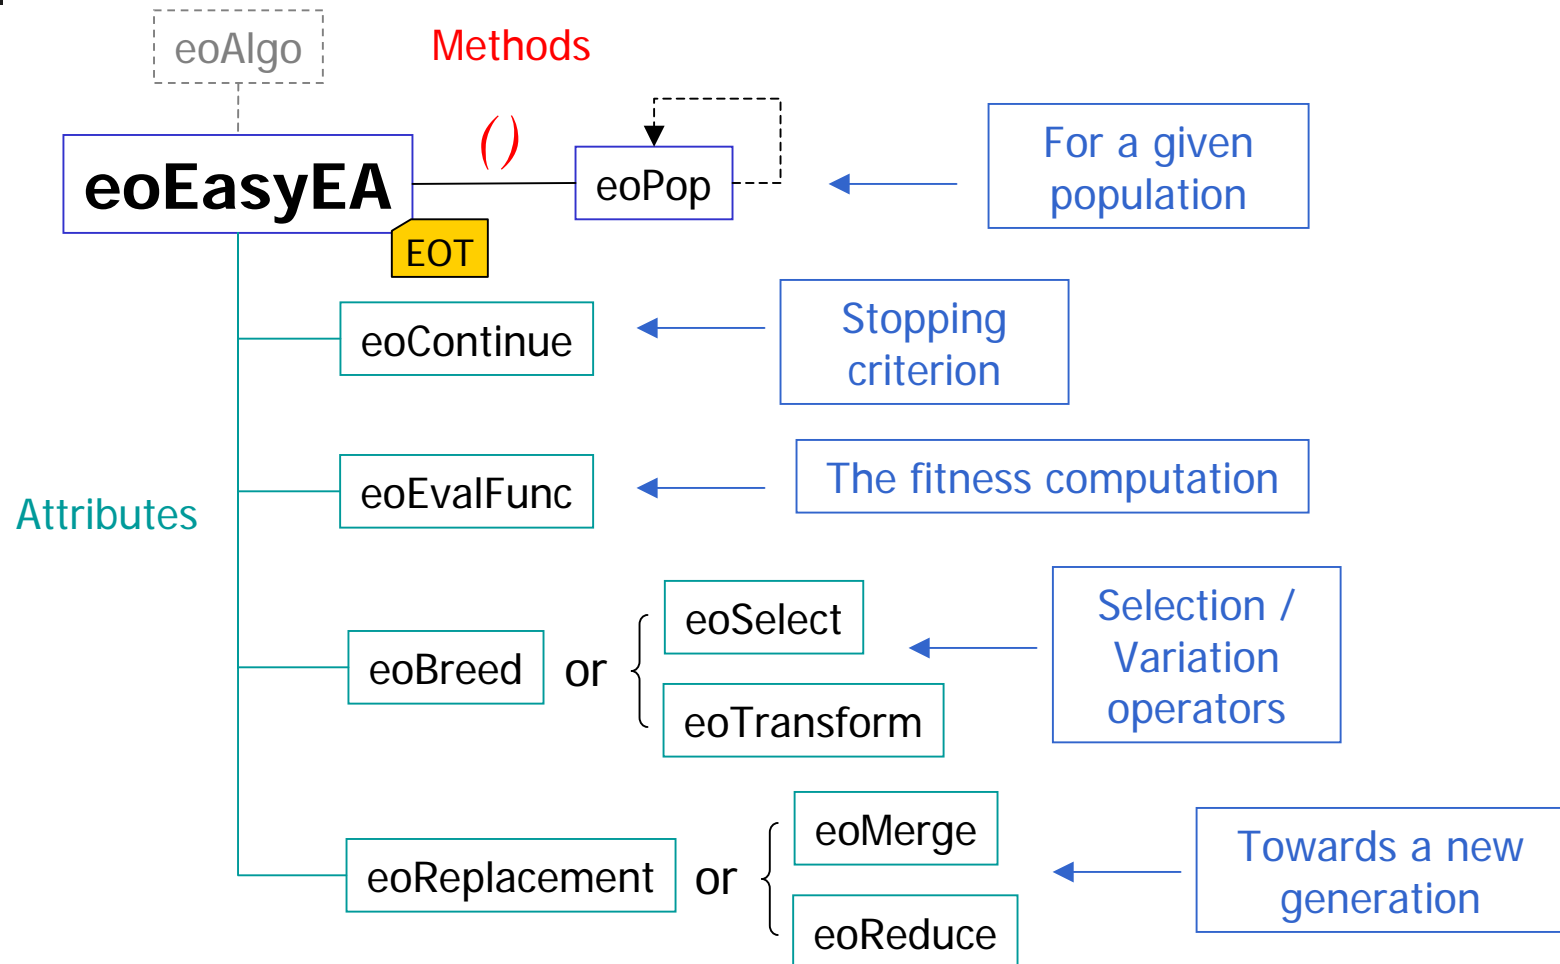 eoAlgo
Methods
eoEasyEA
()
eoPop
For a given
population
EOT
eoContinue
Stopping
criterion
eoEvalFunc
The fitness computation
Attributes
eoBreed
or
eoSelect
eoTransform
Selection /
Variation
operators
eoReplacement
or
eoMerge
eoReduce
Towards a new
generation